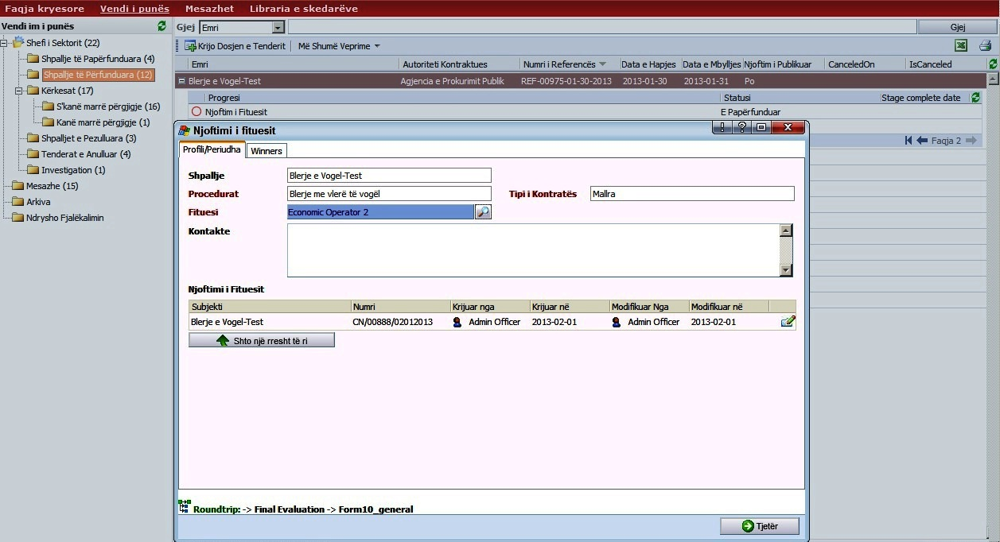 Faqja kryesore Vendi i punës Mesazhet Libraria e skedarëve
Vendi im i punës
Gjej Emri Gjej
Shefi i Sektorit (22)
Krijo Dosjen e Tenderit Më Shumë Veprime
Shpallje të Papërfunduara (4)
Emri Autoriteti Kontraktues Numri i Referencës Data e Hapjes Data e Mbylljes Njoftim i Publikuar CanceledOn IsCanceled
Shpallje të Përfunduara (12)
Blerje e Vogel-Test Agjencia e Prokurimit Publik REF-00975-01-30-2013 2013-01-30 2013-01-31 Po
Kërkesat (17)
Progresi Statusi Stage complete date
S'kanë marrë përgjigje (16)
Njoftim i Fituesit E Papërfunduar
Kanë marrë përgjigje (1)
Shpalljet e Pezulluara (3)
Faqja 2
Tenderat e Anulluar (4)
Investigation (1)
Mesazhe (15)
Arkiva
Ndrysho Fjalëkalimin
Njoftimi i fituesit
Profili/Periudha Winners
Shpallje Blerje e Vogel-Test
Procedurat Blerje me vlerë të vogël Tipi i Kontratës Mallra
Fituesi Economic Operator 2
Kontakte
Njoftimi i Fituesit
Subjekti Numri Krijuar nga Krijuar në Modifikuar Nga Modifikuar në
Blerje e Vogel-Test CN/00888/02012013 Admin Officer 2013-02-01 Admin Officer 2013-02-01
Shto një rresht të ri
Roundtrip: -> Final Evaluation -> Form10_general
Tjetër